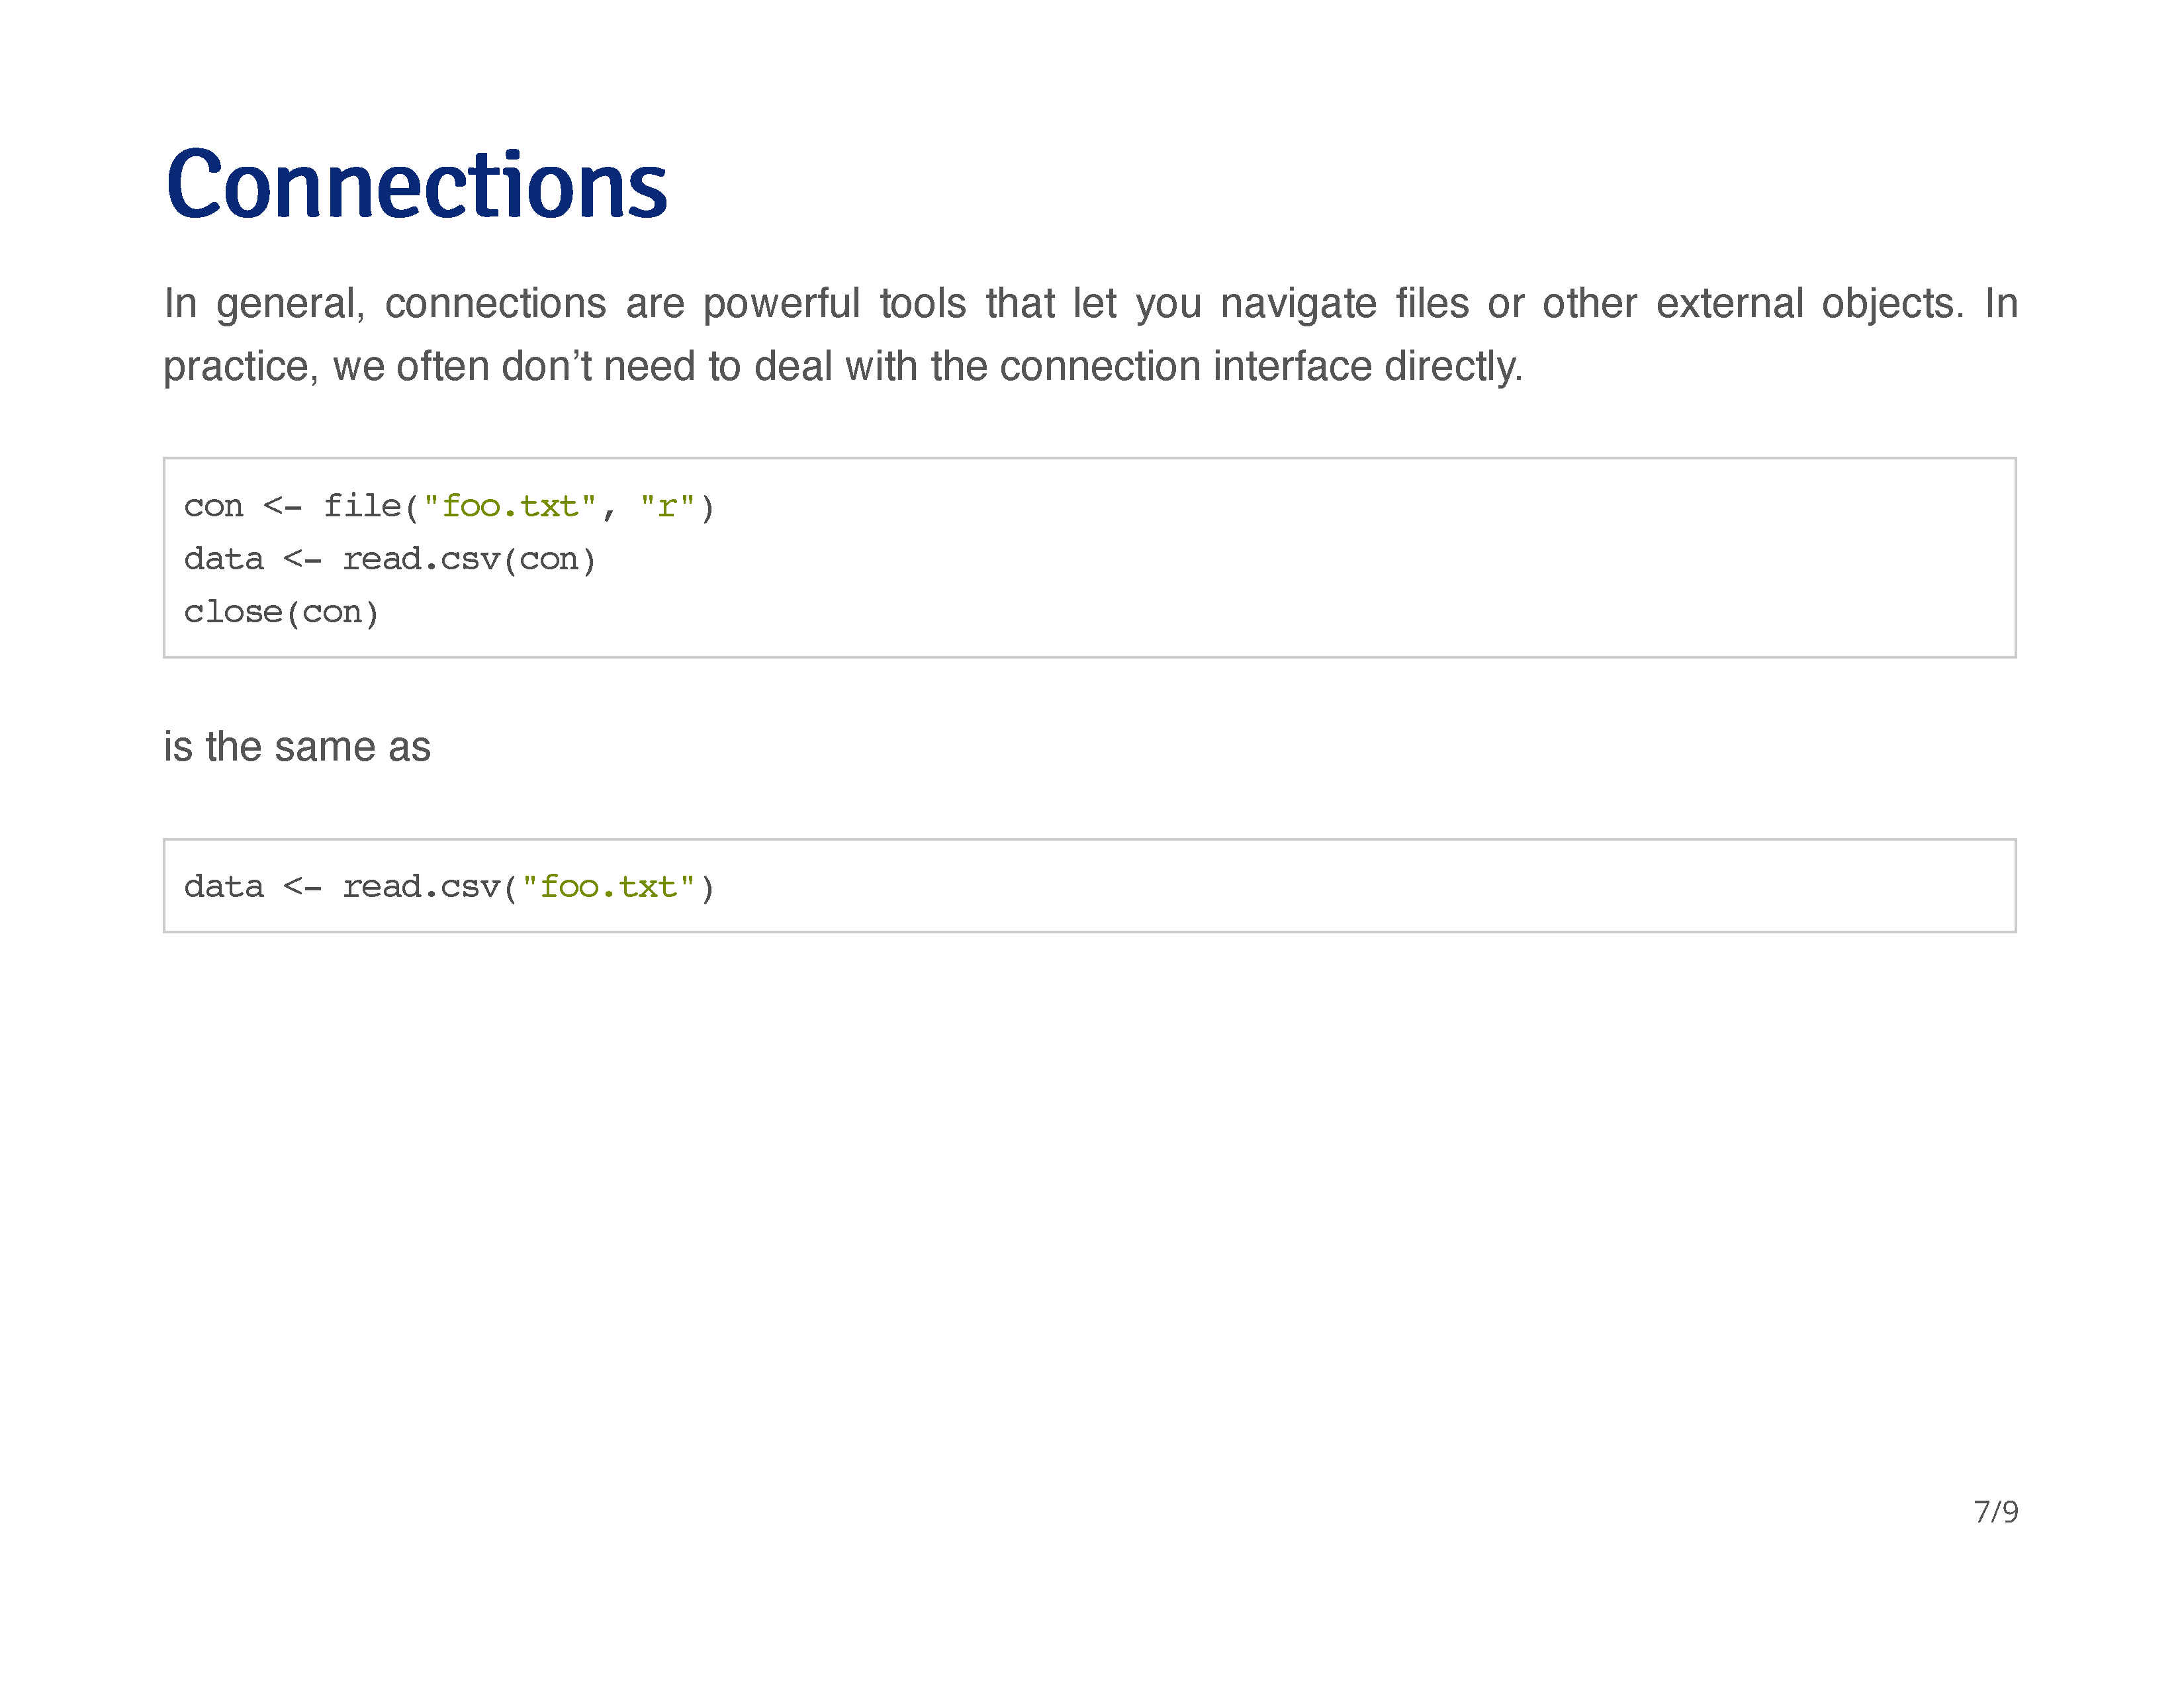 Connections
In general, connections are powerful tools that let you navigate files or other external objects. In
practice, we often don’t need to deal with the connection interface directly.
con <- file("foo.txt", "r")
data <- read.csv(con)
close(con)
is the same as
data <- read.csv("foo.txt")
7/9